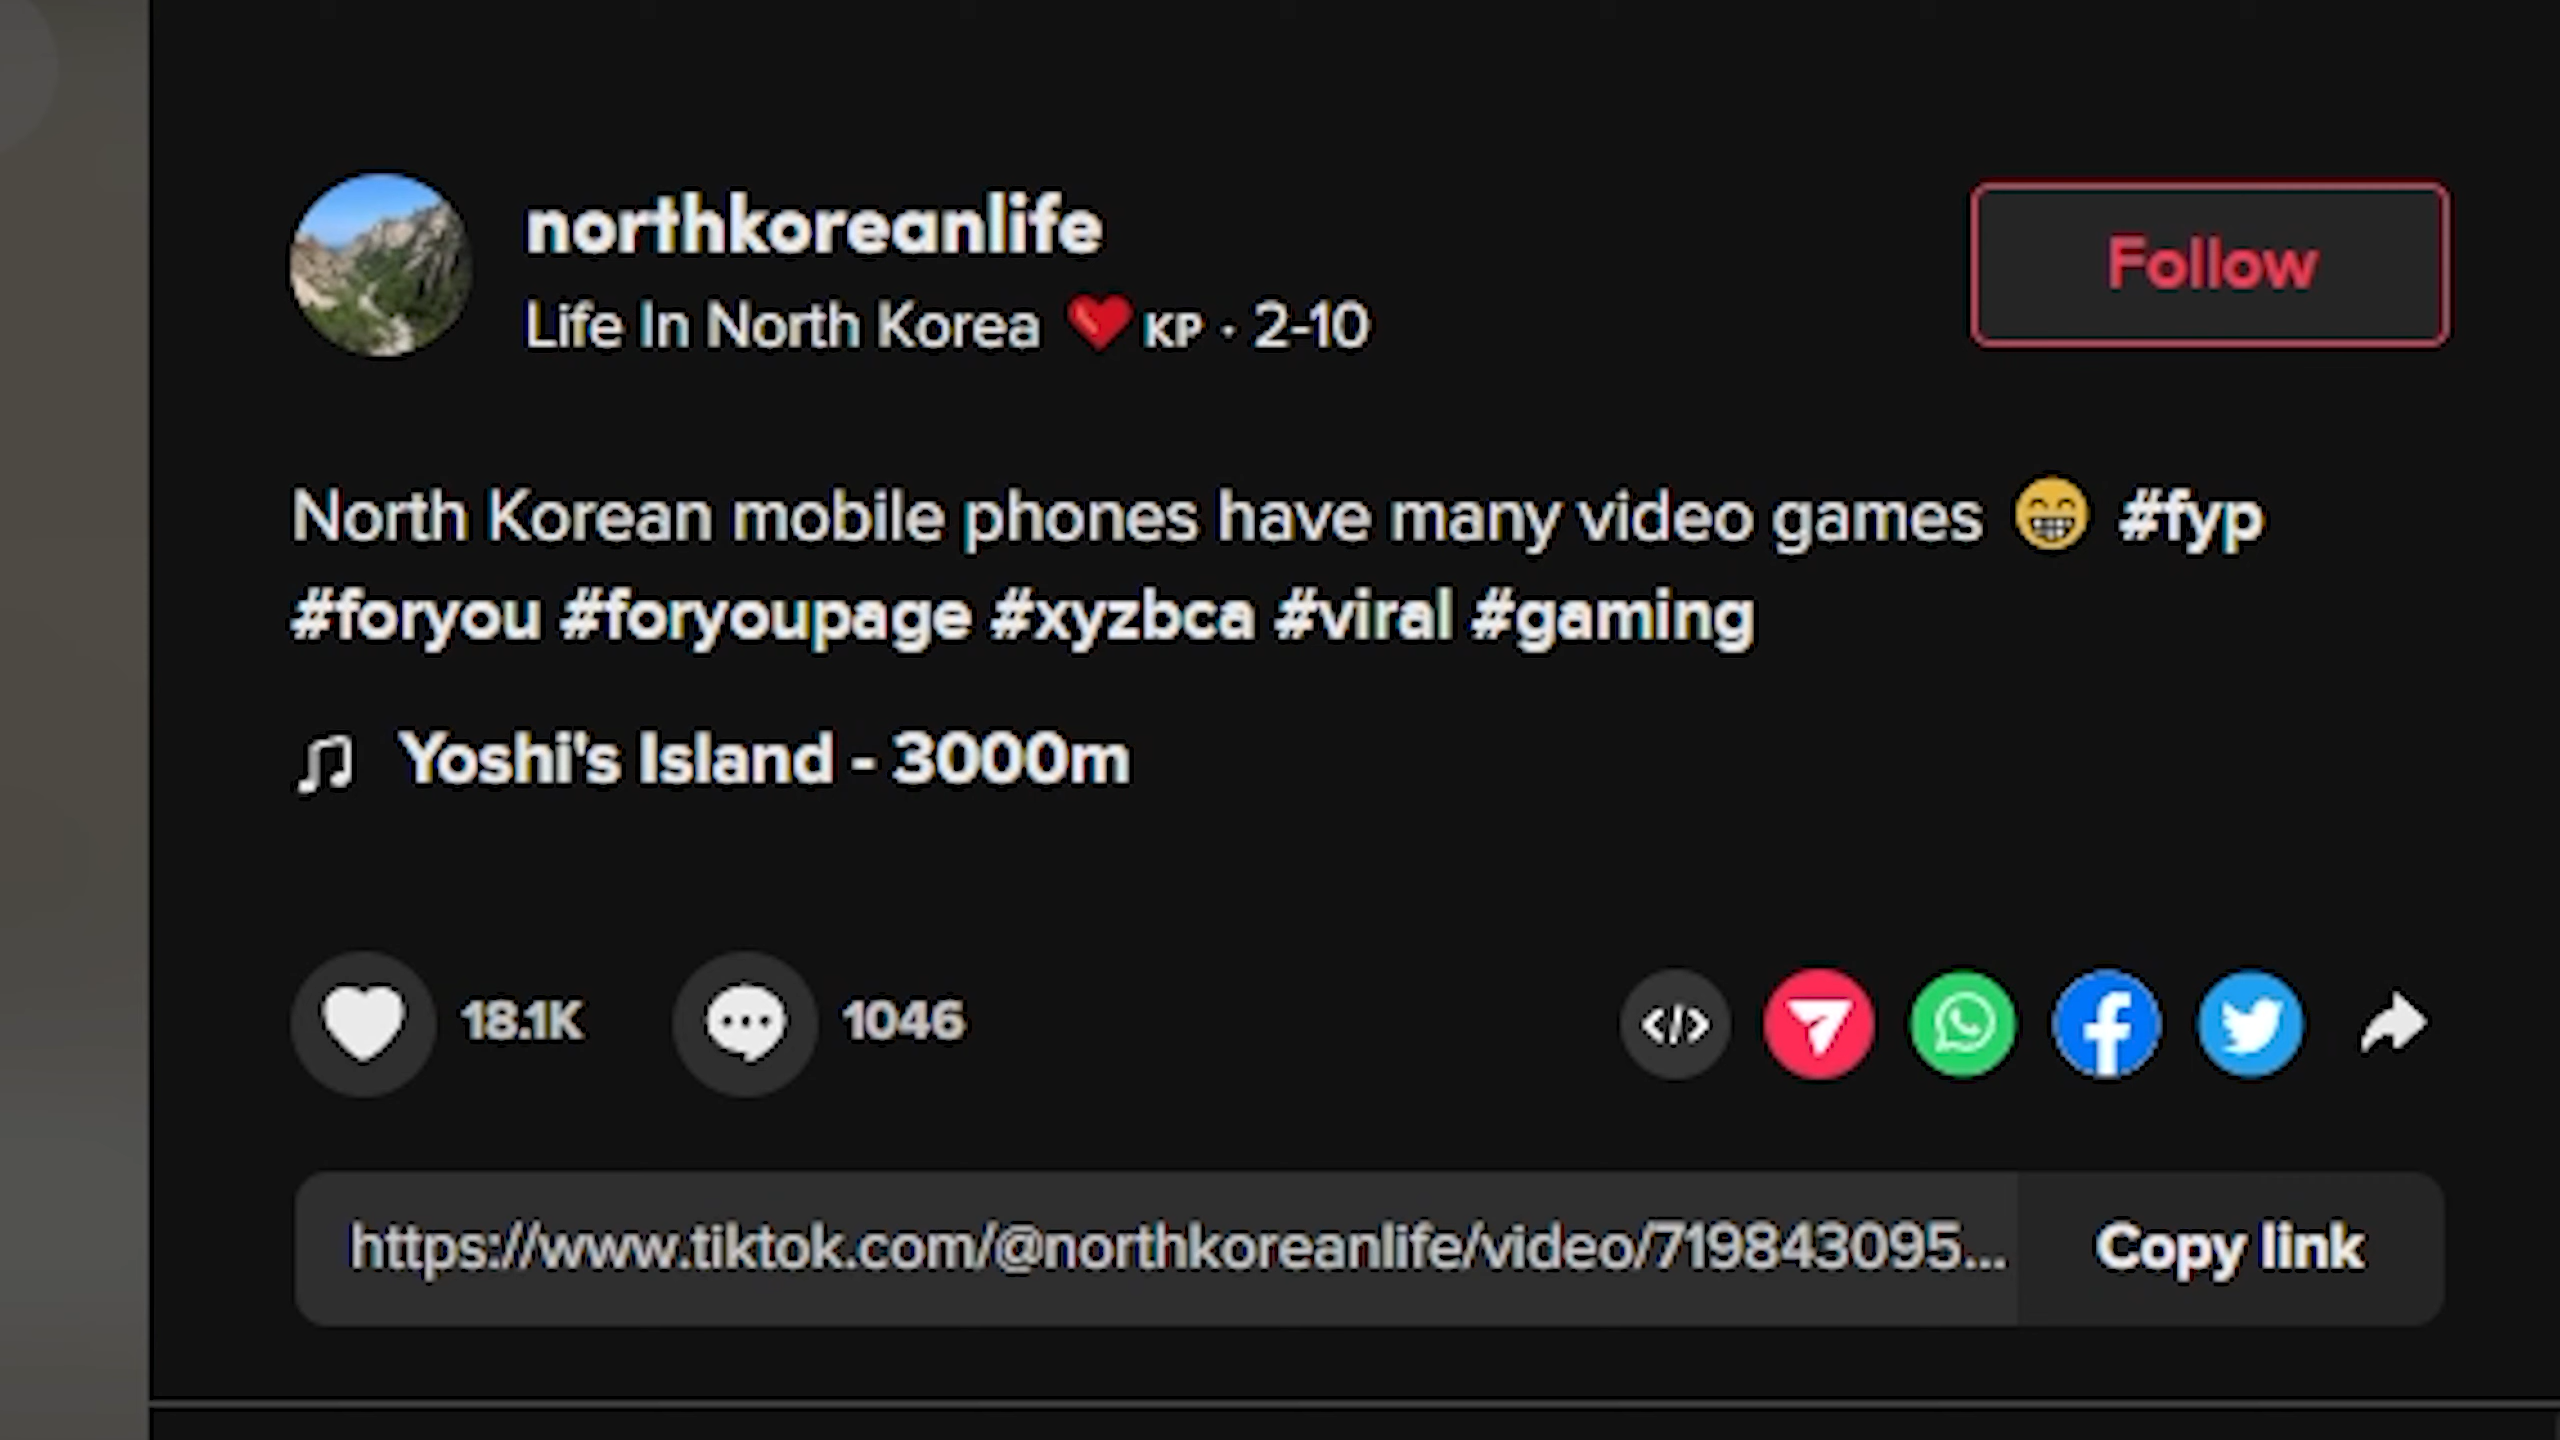 northkoreanlife
Life In North Korea ❤️ KP · 2-10
Follow
North Korean mobile phones have many video games 😁 #fyp
#foryou #foryoupage #xyzbca #viral #gaming
Yoshi's Island - 3000m
18.1K
1046
https://www.tiktok.com/@northkoreanlife/video/719843095...
Copy link